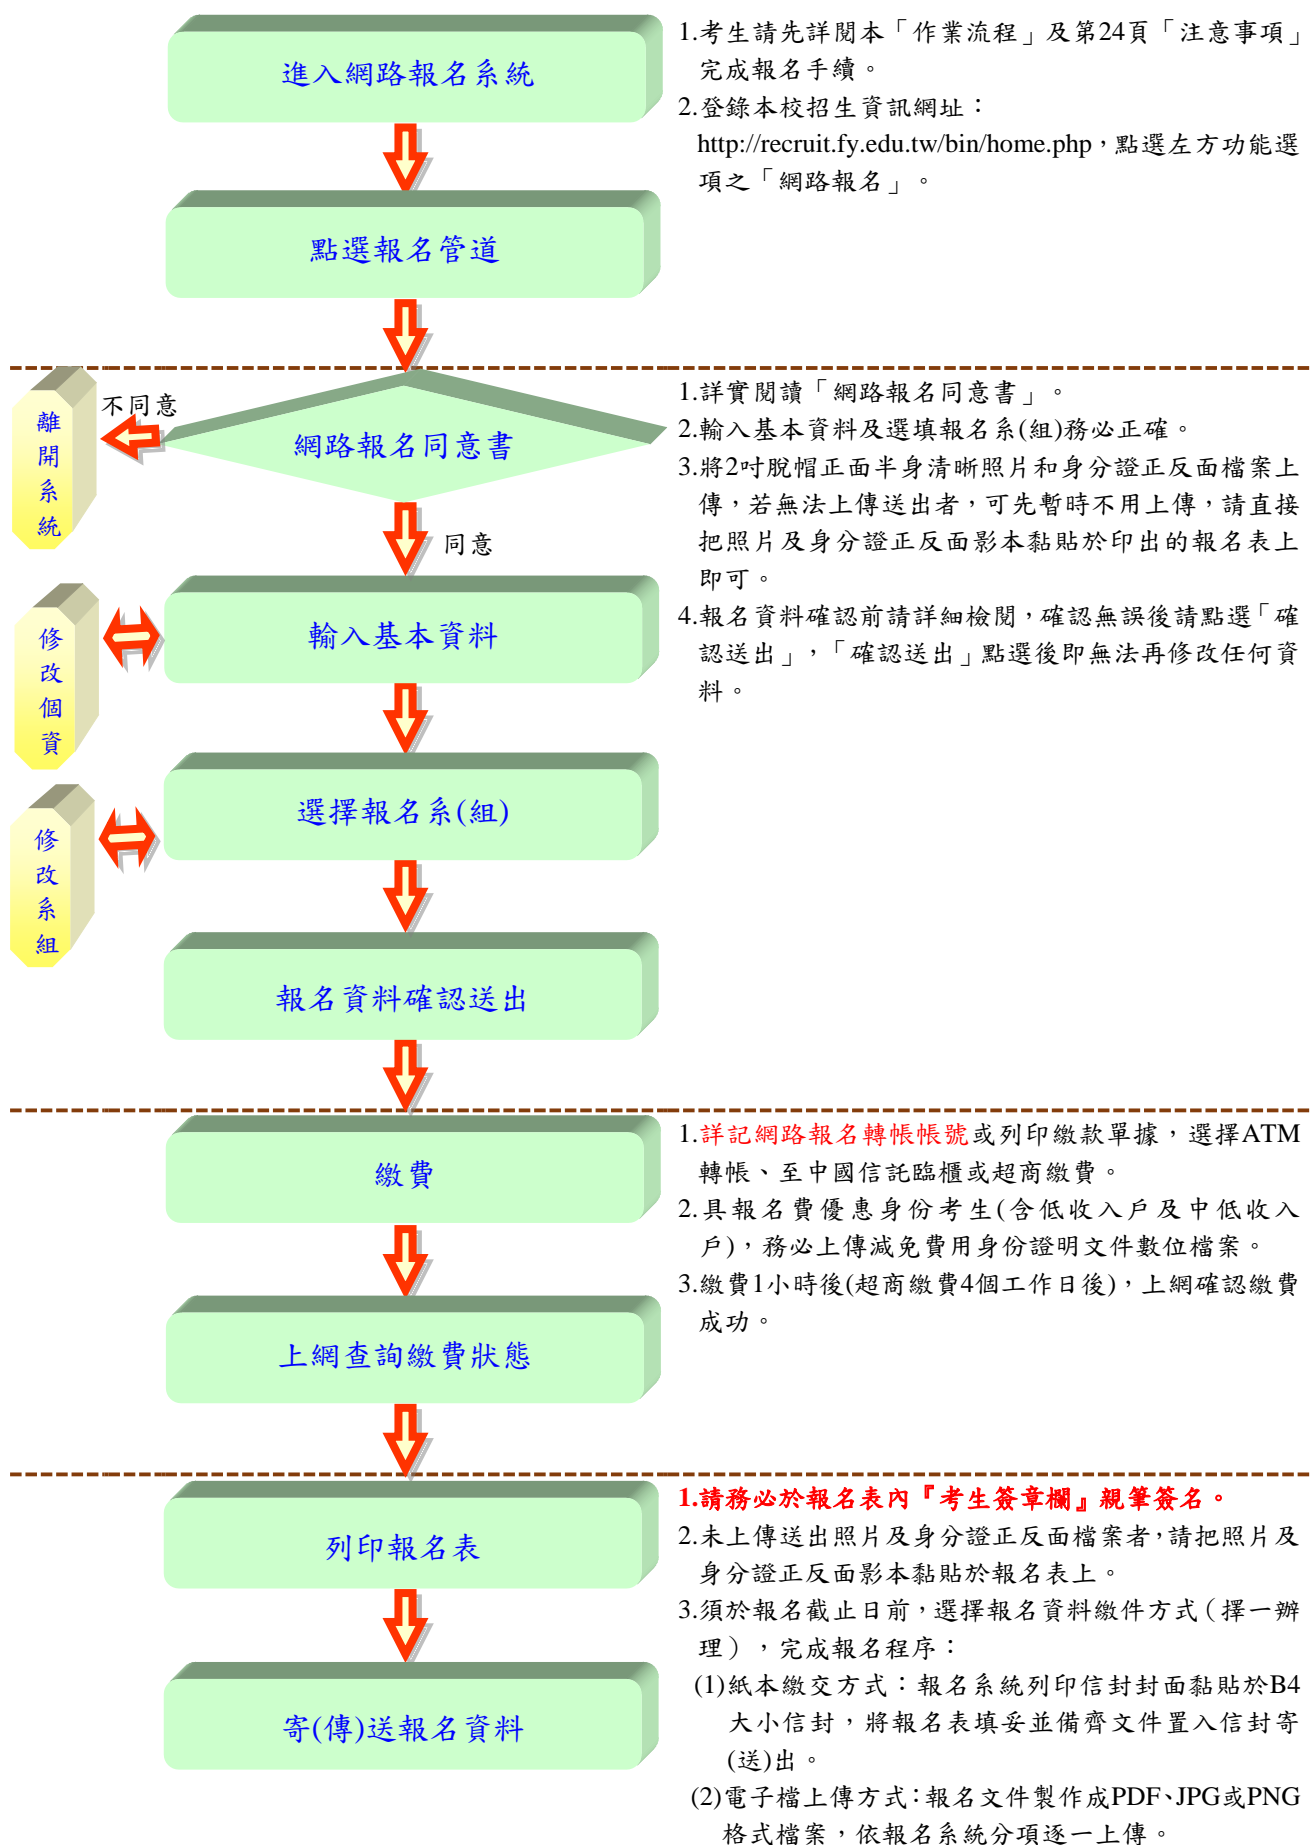 進入網路報名系統
1.考生請先詳閱本「作業流程」及第24頁「注意事項」
完成報名手續。
2.登錄本校招生資訊網址：
http://recruit.fy.edu.tw/bin/home.php，點選左方功能選
項之「網路報名」。
點選報名管道
離開系統
不同意
網路報名同意書
同意
1.詳實閱讀「網路報名同意書」。
2.輸入基本資料及選填報名系(組)務必正確。
3.將2吋脫帽正面半身清晰照片和身分證正反面檔案上
傳，若無法上傳送出者，可先暫時不用上傳，請直接
把照片及身分證正反面影本黏貼於印出的報名表上
即可。
4.報名資料確認前請詳細檢閱，確認無誤後請點選「確
認送出」，「確認送出」點選後即無法再修改任何資
料。
修改個資
輸入基本資料
修改系組
選擇報名系(組)
報名資料確認送出
繳費
1.詳記網路報名轉帳帳號或列印繳款單據，選擇ATM
轉帳、至中國信託臨櫃或超商繳費。
2.具報名費優惠身份考生(含低收入戶及中低收入
戶)，務必上傳減免費用身份證明文件數位檔案。
3.繳費1小時後(超商繳費4個工作日後)，上網確認繳費
成功。
上網查詢繳費狀態
列印報名表
1.請務必於報名表內『考生簽章欄』親筆簽名。
2.未上傳送出照片及身分證正反面檔案者，請把照片及
身分證正反面影本黏貼於報名表上。
3.須於報名截止日前，選擇報名資料繳件方式（擇一辦
理），完成報名程序：
(1)紙本繳交方式：報名系統列印信封封面黏貼於B4
大小信封，將報名表填妥並備齊文件置入信封寄
(送)出。
(2)電子檔上傳方式：報名文件製作成PDF、JPG或PNG
格式檔案，依報名系統分項逐一上傳。
寄(傳)送報名資料